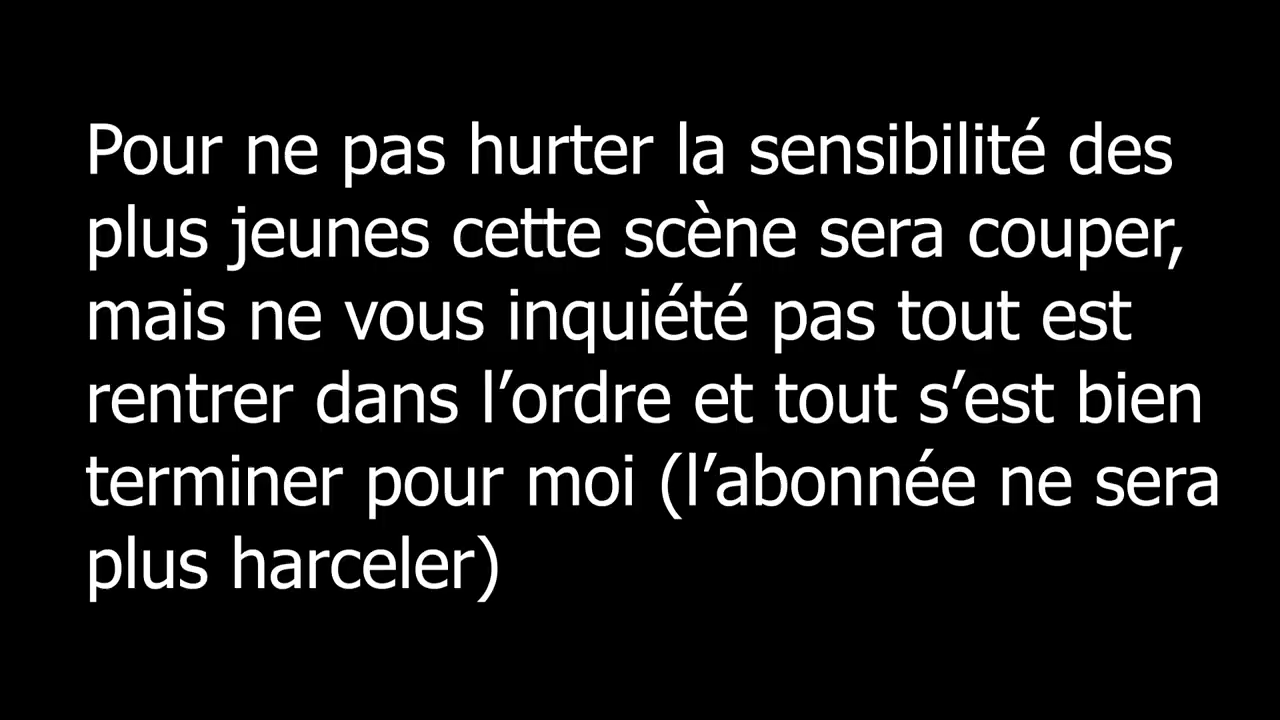 Pour ne pas hurter la sensibilité des
plus jeunes cette scène sera couper,
mais ne vous inquiété pas tout est
rentrer dans l’ordre et tout s’est bien
terminer pour moi (l’abonnée ne sera
plus harceler)